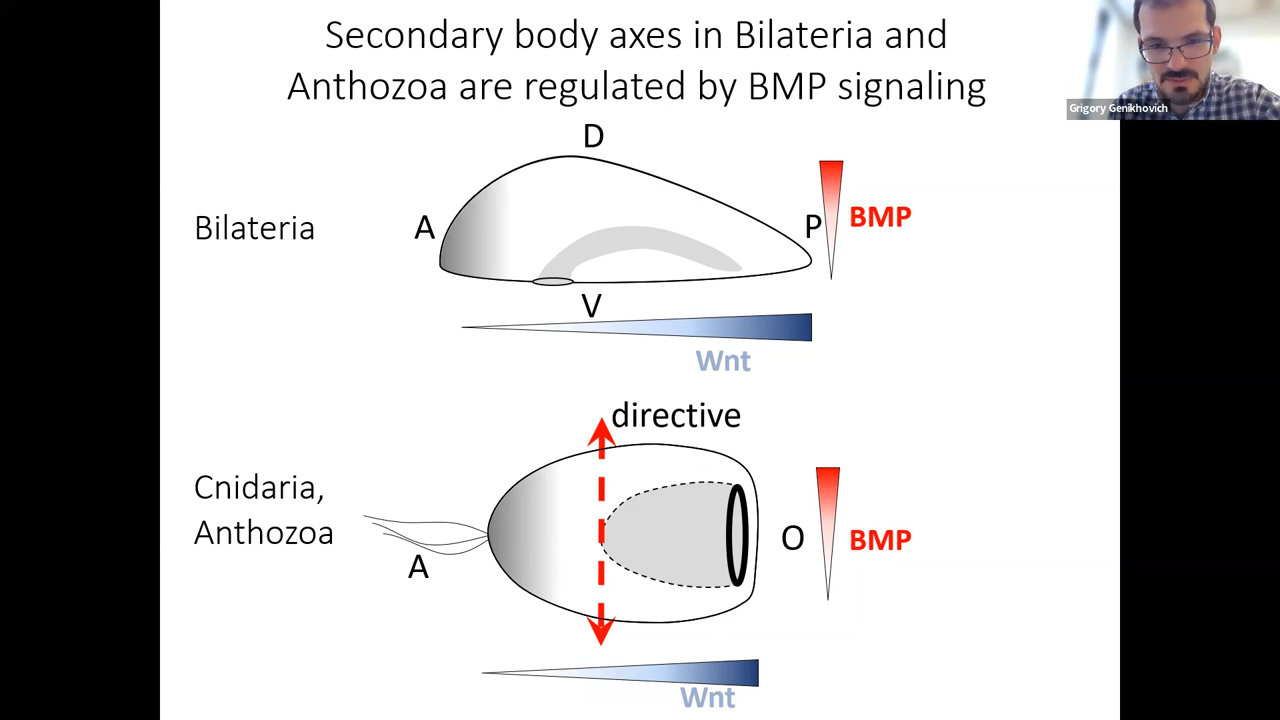 Secondary body axes in Bilateria and
Anthozoa are regulated by BMP signaling
Grigory Genikhovich
D
Bilateria
A
P
BMP
V
Wnt
directive
Cnidaria,
Anthozoa
A
O
BMP
Wnt